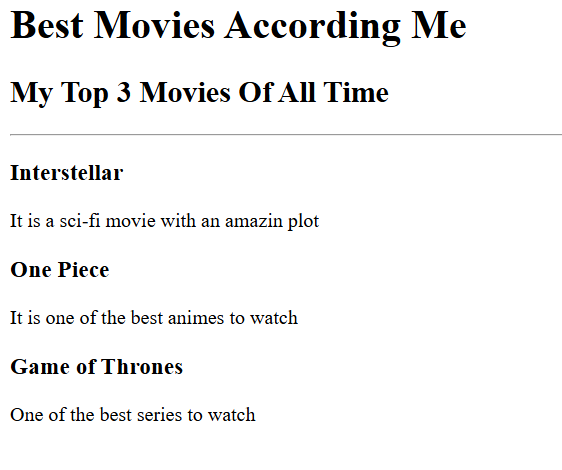 Best Movies According Me
My Top 3 Movies Of All Time
Interstellar
It is a sci-fi movie with an amazin plot
One Piece
It is one of the best animes to watch
Game of Thrones
One of the best series to watch